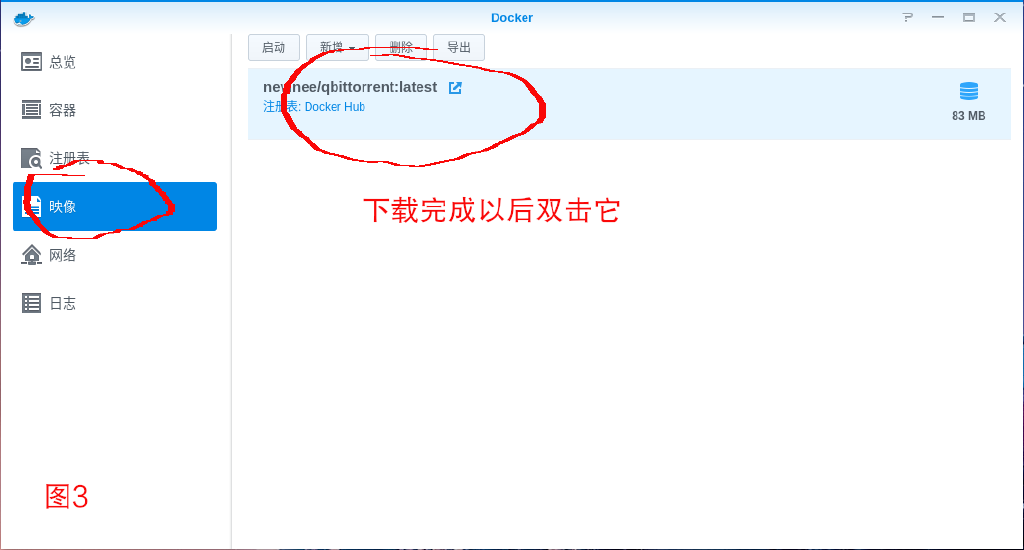 Docker
总览
容器
注册表
映像
网络
日志
启动 新增 删除 导出
newnee/qbittorrent:latest
注册表: Docker Hub
83 MB
下载完成以后双击它
图3